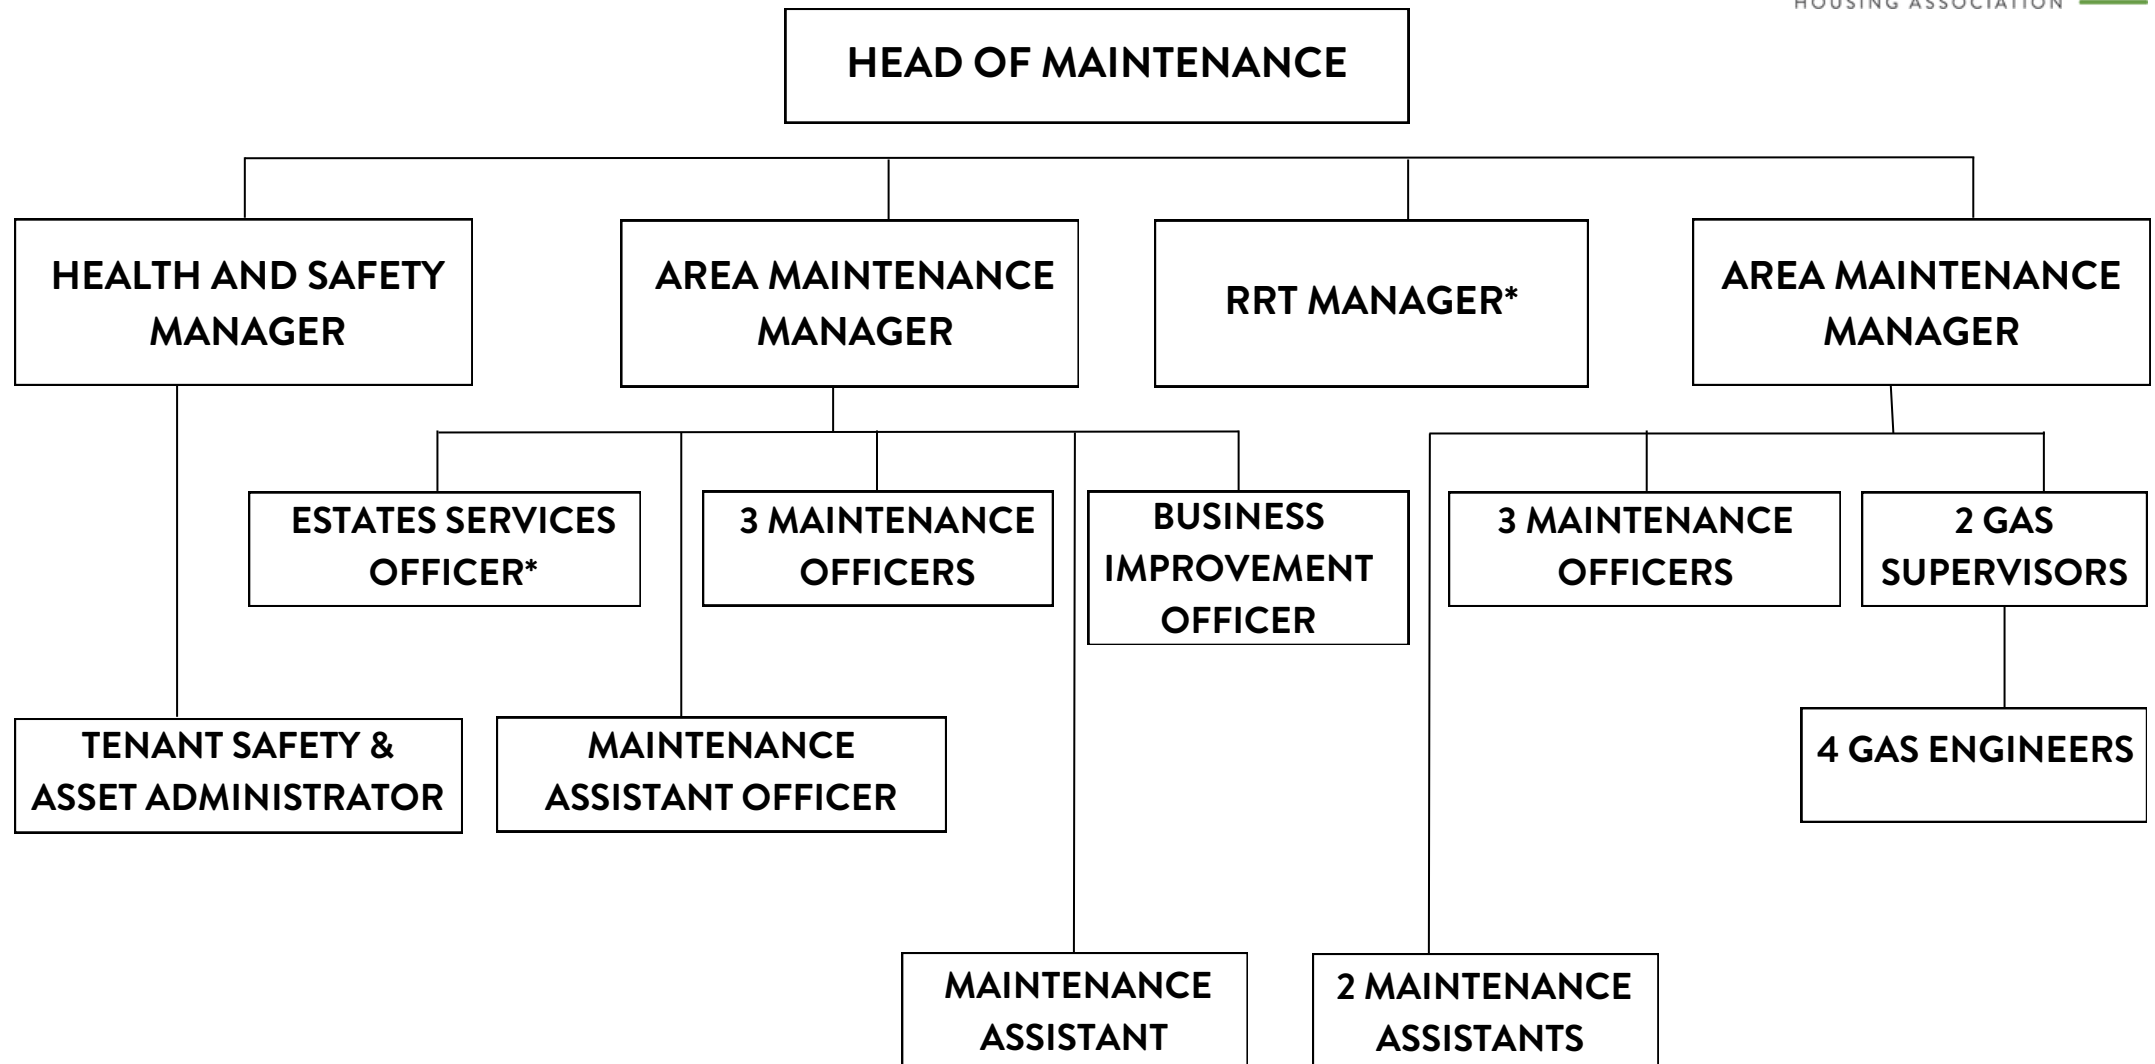 HOUSING ASSOCIATION
HEAD OF MAINTENANCE
HEALTH AND SAFETY
MANAGER
AREA MAINTENANCE
MANAGER
RRT MANAGER*
AREA MAINTENANCE
MANAGER
ESTATES SERVICES
OFFICER*
3 MAINTENANCE
OFFICERS
BUSINESS
IMPROVEMENT
OFFICER
3 MAINTENANCE
OFFICERS
2 GAS
SUPERVISORS
TENANT SAFETY &
ASSET ADMINISTRATOR
MAINTENANCE
ASSISTANT OFFICER
4 GAS ENGINEERS
MAINTENANCE
ASSISTANT
2 MAINTENANCE
ASSISTANTS